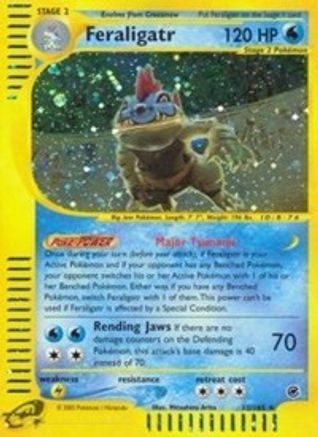 STAGE 2
Evolves from Croconaw
Put Feraligatr on the Stage 1 card
Feraligatr 120 HP
Stage 2 Pokémon
Big Jaw Pokémon. Length: 7' 7", Weight: 196 lbs.
Poké-POWER Major Tsunami
Once during your turn (before your attack), if Feraligatr is your
Active Pokémon and if your opponent has any Benched Pokémon, your
opponent switches his or her Active Pokémon with 1 of his or
her Benched Pokémon. Either way, if you have any Benched
Pokémon, switch Feraligatr with 1 of them. This power can't be
used if Feraligatr is affected by a Special Condition.
Rending Jaws If there are no
damage counters on the Defending
Pokémon, this attack's base damage is 40
instead of 70.
70
weakness resistance retreat cost
Illus. Mitsuhiro Arita